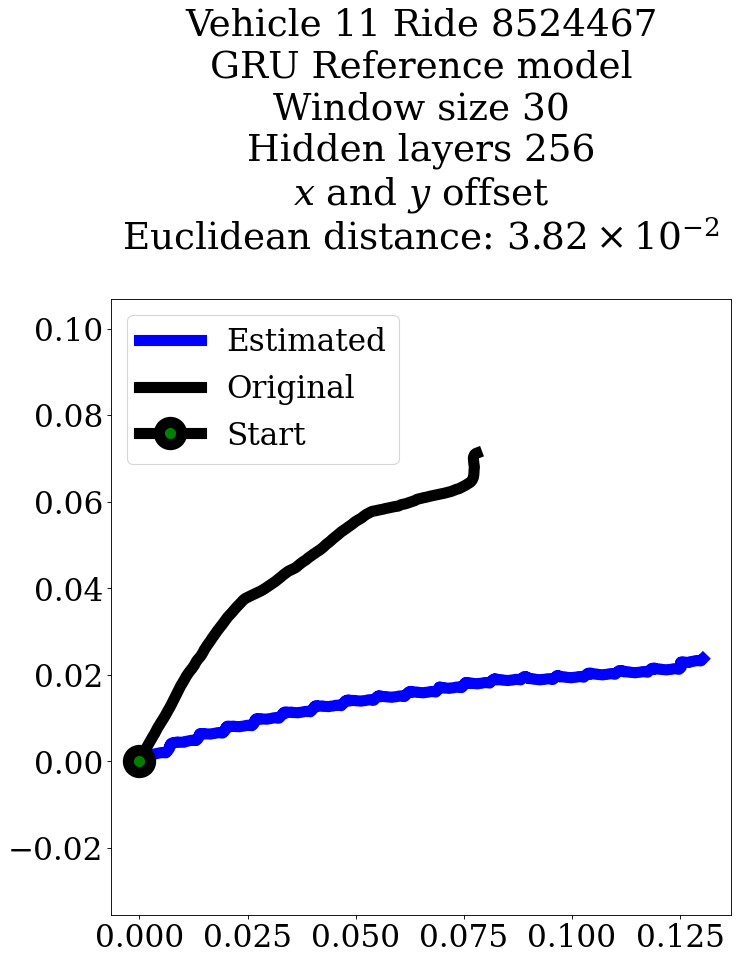 Vehicle 11 Ride 8524467
GRU Reference model
Window size 30
Hidden layers 256
x and y offset
Euclidean distance: 3.82 × 10⁻²
Estimated
Original
Start
0.10
0.08
0.06
0.04
0.02
0.00
−0.02
0.000 0.025 0.050 0.075 0.100 0.125